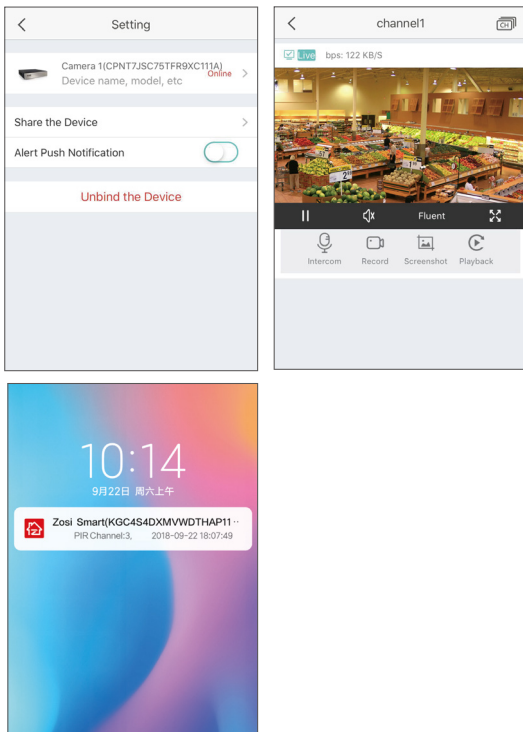 Setting
Camera 1(CPNT7JSC75TFR9XC111A)
Device name, model, etc
Online
Share the Device
Alert Push Notification
Unbind the Device
channel1
CH
Live bps: 122 KB/S
Fluent
Intercom Record Screenshot Playback
10:14
9月22日 周六上午
Zosi Smart(KGC4S4DXMVWDTHAP11··
PIR Channel:3, 2018-09-22 18:07:49